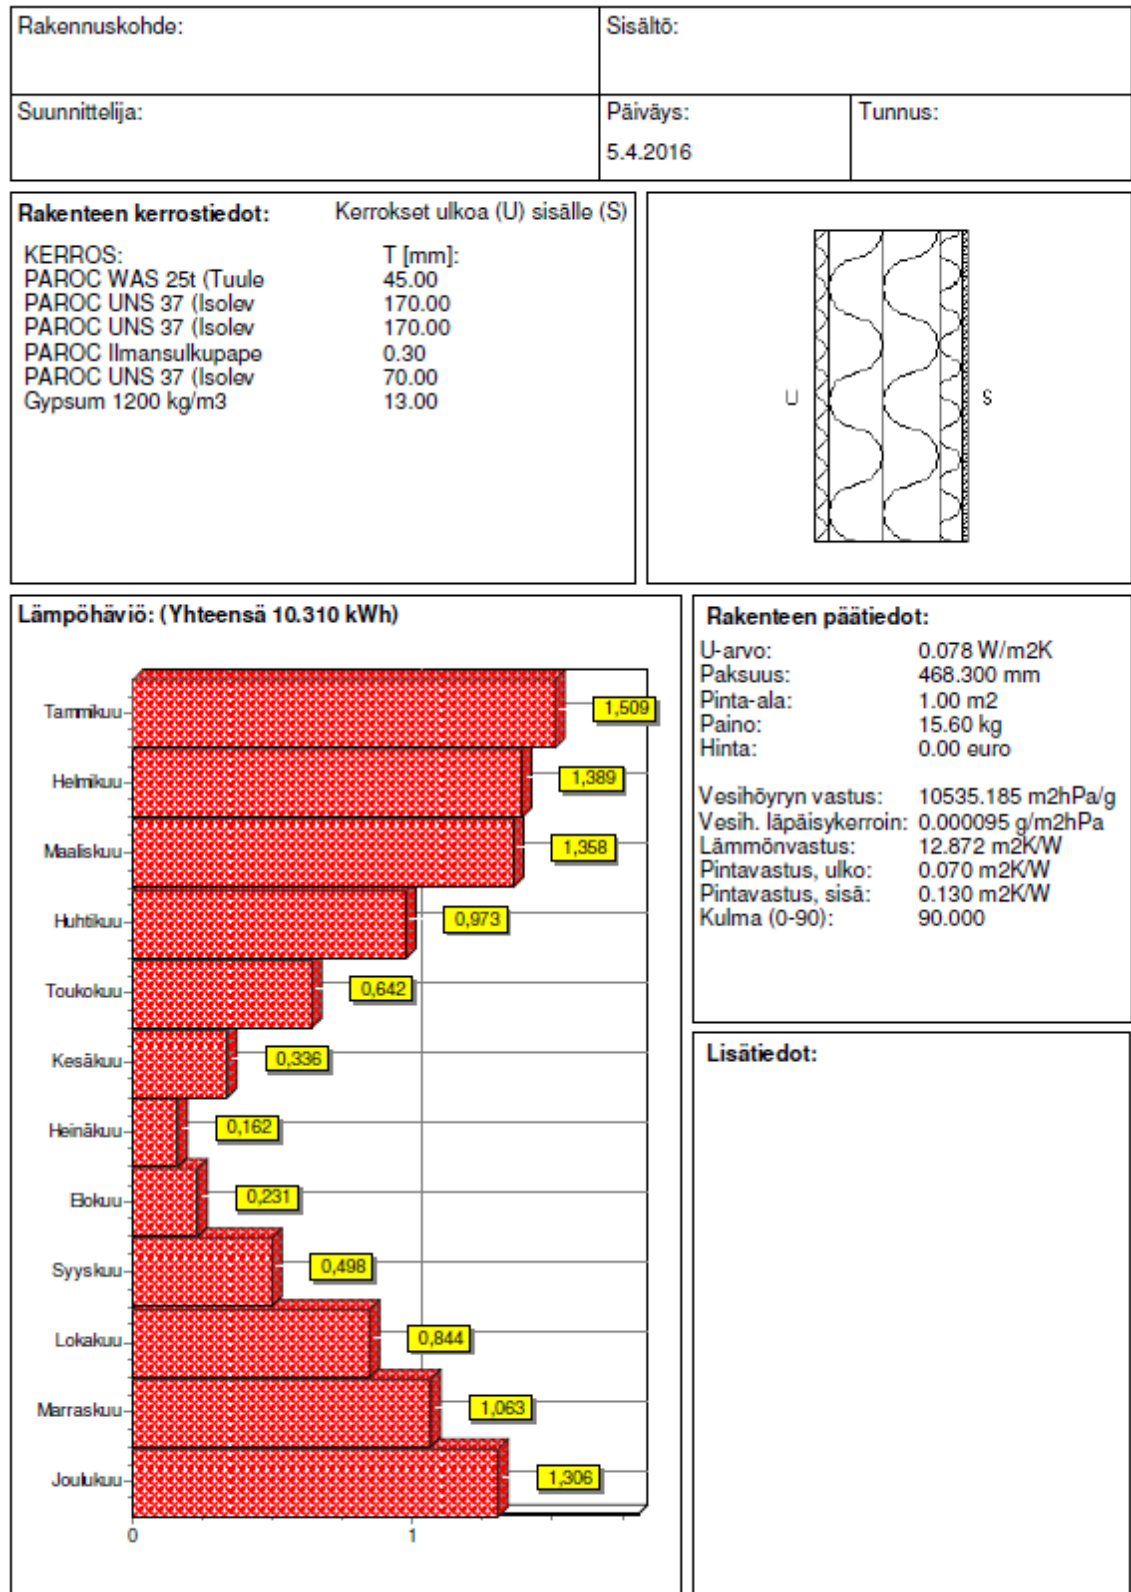 Rakennuskohde:
Sisältö:
Suunnittelija:
Päiväys:
Tunnus:
5.4.2016
Rakenteen kerrostiedot: Kerrokset ulkoa (U) sisälle (S)
KERROS: T [mm]:
PAROC WAS 25t (Tuule 45.00
PAROC UNS 37 (Isolev 170.00
PAROC UNS 37 (Isolev 170.00
PAROC Ilmansulkupape 0.30
PAROC UNS 37 (Isolev 70.00
Gypsum 1200 kg/m3 13.00
U S
Lämpöhäviö: (Yhteensä 10.310 kWh)
Tammikuu 1,509
Helmikuu 1,389
Maaliskuu 1,358
Huhtikuu 0,973
Toukokuu 0,642
Kesäkuu 0,336
Heinäkuu 0,162
Elokuu 0,231
Syyskuu 0,498
Lokakuu 0,844
Marraskuu 1,063
Joulukuu 1,306
0 1
Rakenteen päätiedot:
U-arvo: 0.078 W/m2K
Paksuus: 468.300 mm
Pinta-ala: 1.00 m2
Paino: 15.60 kg
Hinta: 0.00 euro
Vesihöyryn vastus: 10535.185 m2hPa/g
Vesih. läpäisykerroin: 0.000095 g/m2hPa
Lämmönvastus: 12.872 m2K/W
Pintavastus, ulko: 0.070 m2K/W
Pintavastus, sisä: 0.130 m2K/W
Kulma (0-90): 90.000
Lisätiedot: